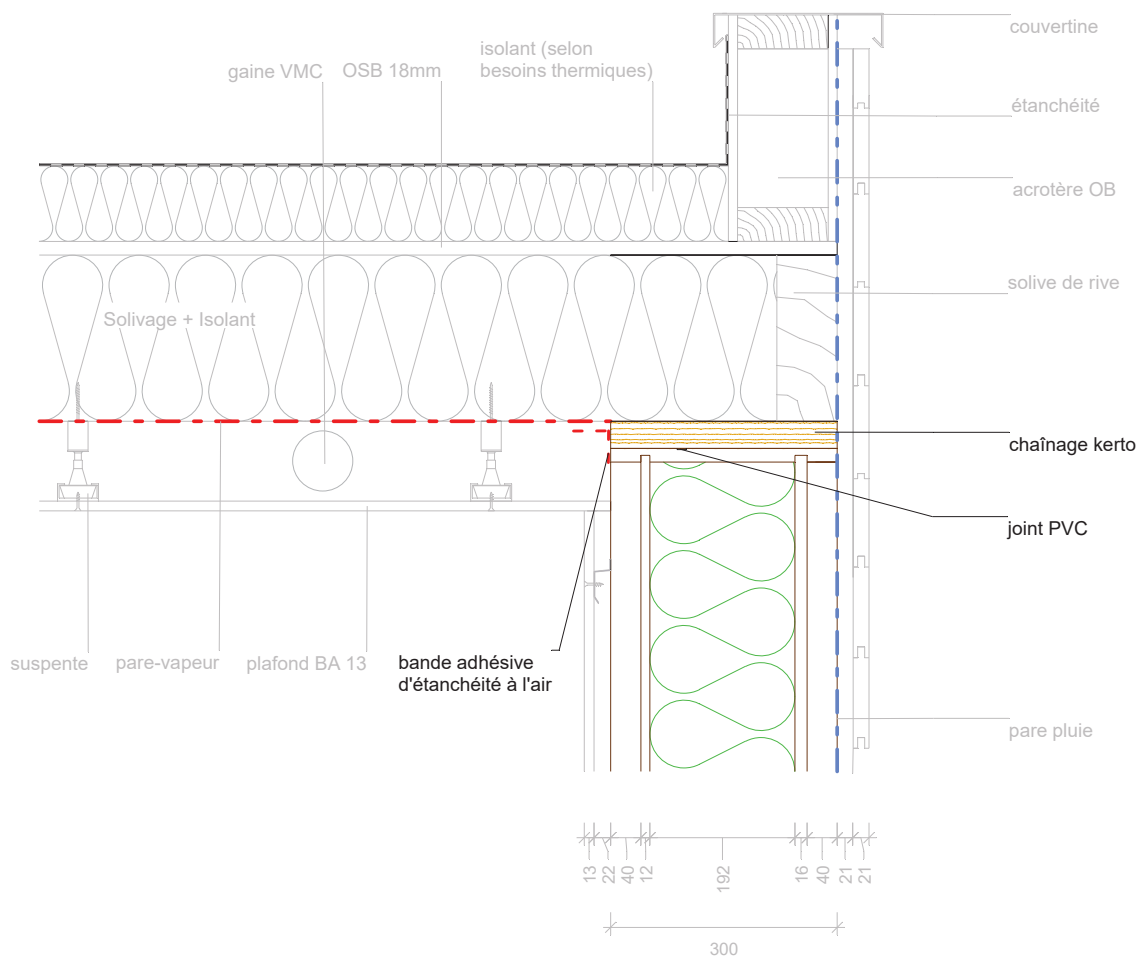 couvertine
isolant (selon
besoins thermiques)
gaine VMC
OSB 18mm
étanchéité
acrotère OB
solive de rive
Solivage + Isolant
chaînage kerto
joint PVC
suspente
pare-vapeur
plafond BA 13
bande adhésive
d'étanchéité à l'air
pare pluie
13
22
40
12
192
16
40
21
21
300